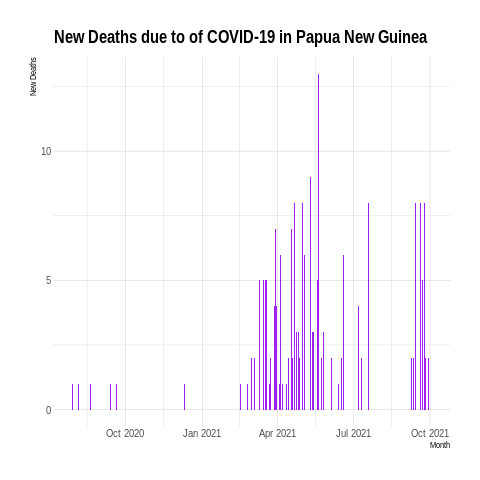 New Deaths due to of COVID-19 in Papua New Guinea
New Deaths
10
5
0
Oct 2020 Jan 2021 Apr 2021 Jul 2021 Oct 2021
Month